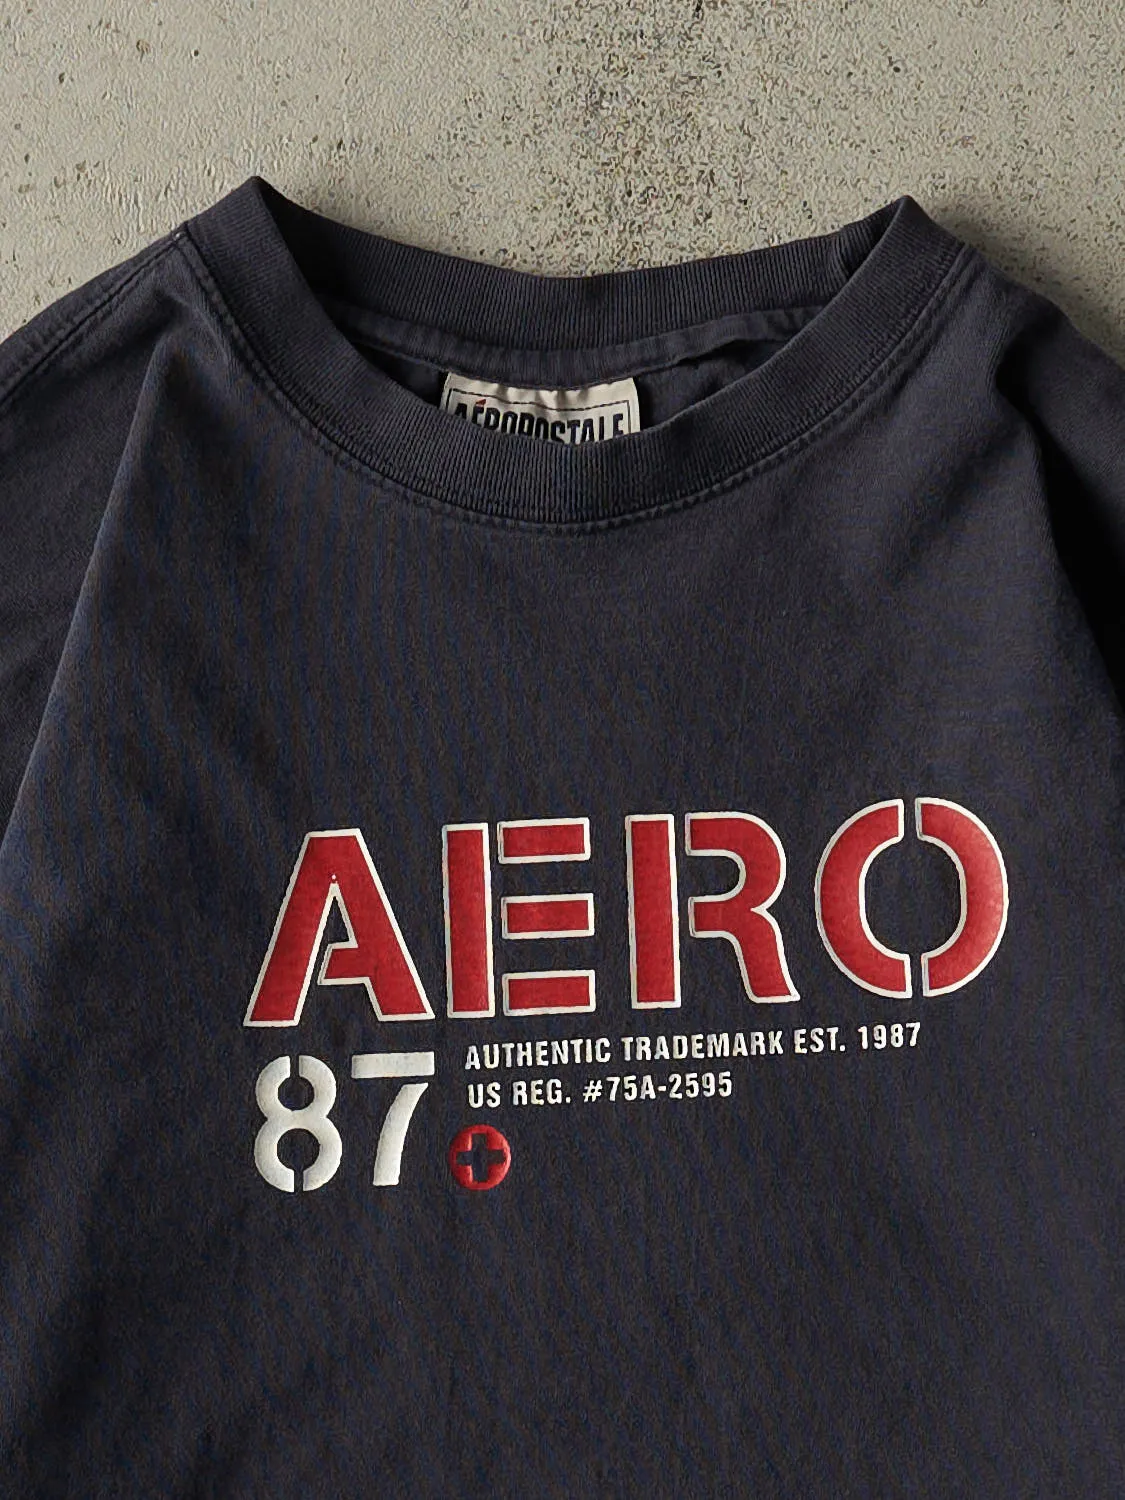 AÉROPOSTALE
AERO
87
AUTHENTIC TRADEMARK EST. 1987
US REG. #75A-2595